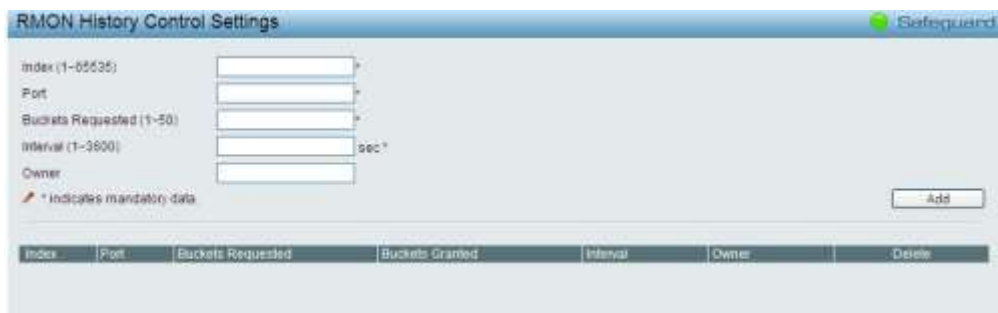 RMON History Control Settings
Safeguard
Index (1~65535) *
Port *
Buckets Requested (1~50) *
Interval (1~3600) sec *
Owner
* indicates mandatory data.
Add
Index Port Buckets Requested Buckets Granted Interval Owner Delete